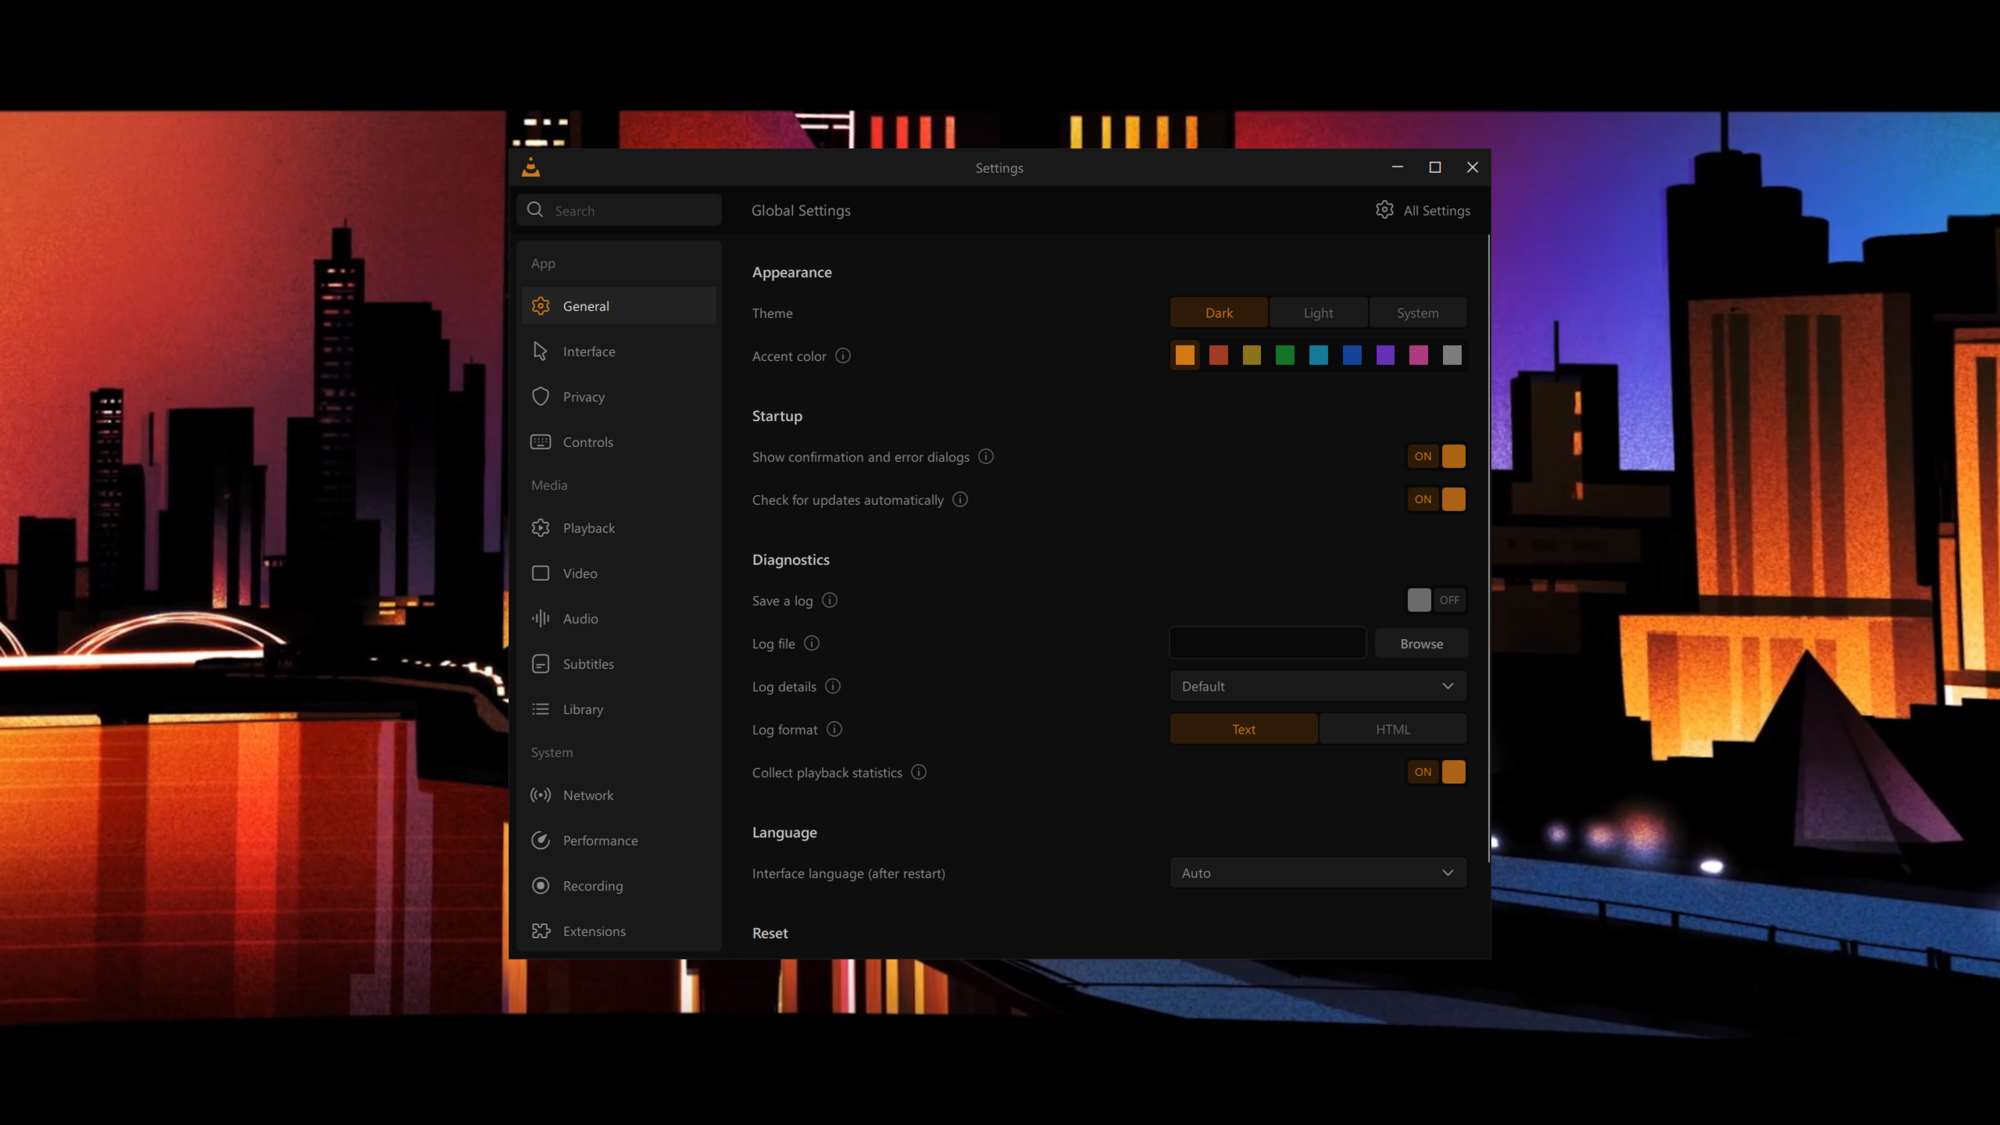 Settings
Search
Global Settings
All Settings
App
General
Interface
Privacy
Controls
Media
Playback
Video
Audio
Subtitles
Library
System
Network
Performance
Recording
Extensions
Appearance
Theme
Dark
Light
System
Accent color
Startup
Show confirmation and error dialogs
ON
Check for updates automatically
ON
Diagnostics
Save a log
OFF
Log file
Browse
Log details
Default
Log format
Text
HTML
Collect playback statistics
ON
Language
Interface language (after restart)
Auto
Reset